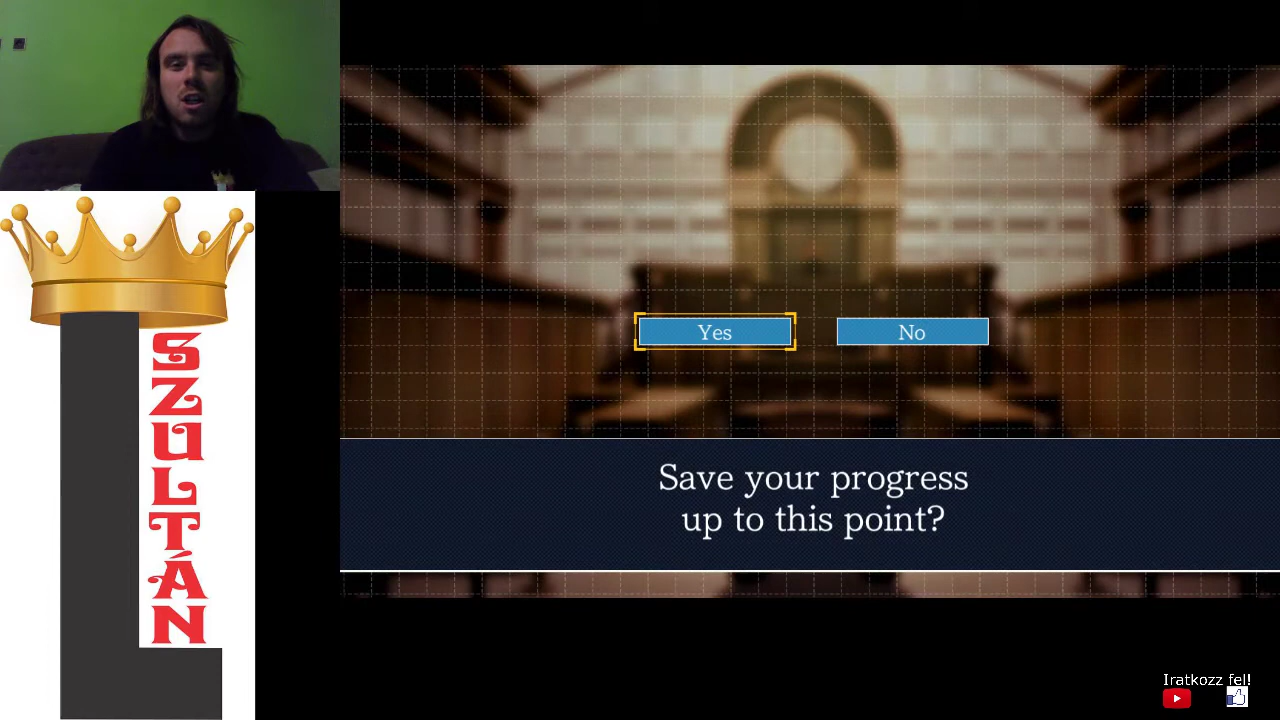 SZULTÁN
Yes
No
Save your progress
up to this point?
Iratkozz fel!